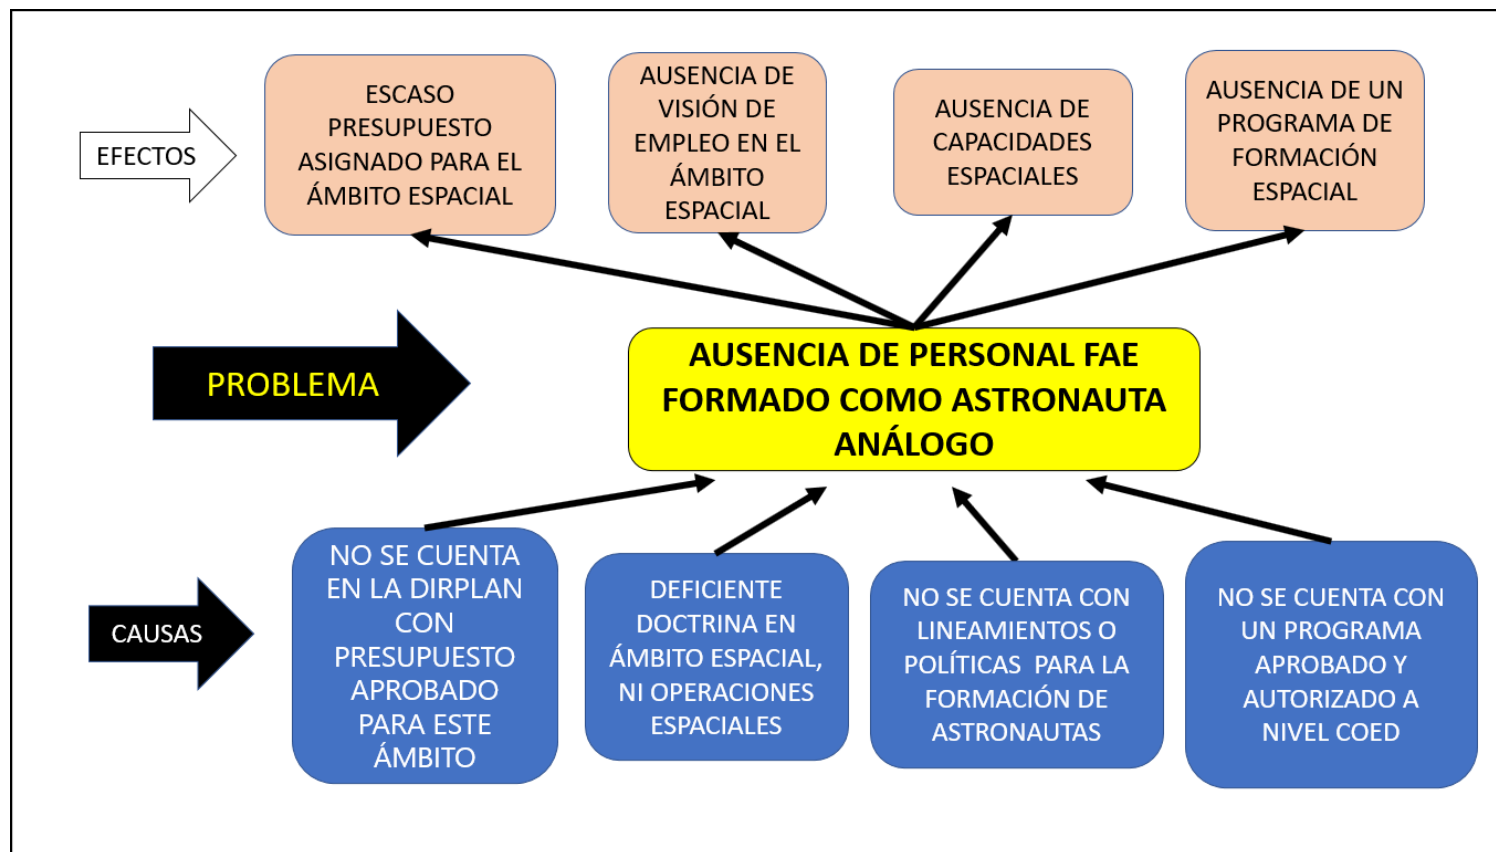 EFECTOS
ESCASO
PRESUPUESTO
ASIGNADO PARA EL
ÁMBITO ESPACIAL
AUSENCIA DE
VISIÓN DE
EMPLEO EN EL
ÁMBITO
ESPACIAL
AUSENCIA DE
CAPACIDADES
ESPACIALES
AUSENCIA DE UN
PROGRAMA DE
FORMACIÓN
ESPACIAL
PROBLEMA
AUSENCIA DE PERSONAL FAE
FORMADO COMO ASTRONAUTA
ANÁLOGO
CAUSAS
NO SE CUENTA
EN LA DIRPLAN
CON
PRESUPUESTO
APROBADO
PARA ESTE
ÁMBITO
DEFICIENTE
DOCTRINA EN
ÁMBITO ESPACIAL,
NI OPERACIONES
ESPACIALES
NO SE CUENTA CON
LINEAMIENTOS O
POLÍTICAS PARA LA
FORMACIÓN DE
ASTRONAUTAS
NO SE CUENTA CON
UN PROGRAMA
APROBADO Y
AUTORIZADO A
NIVEL COED